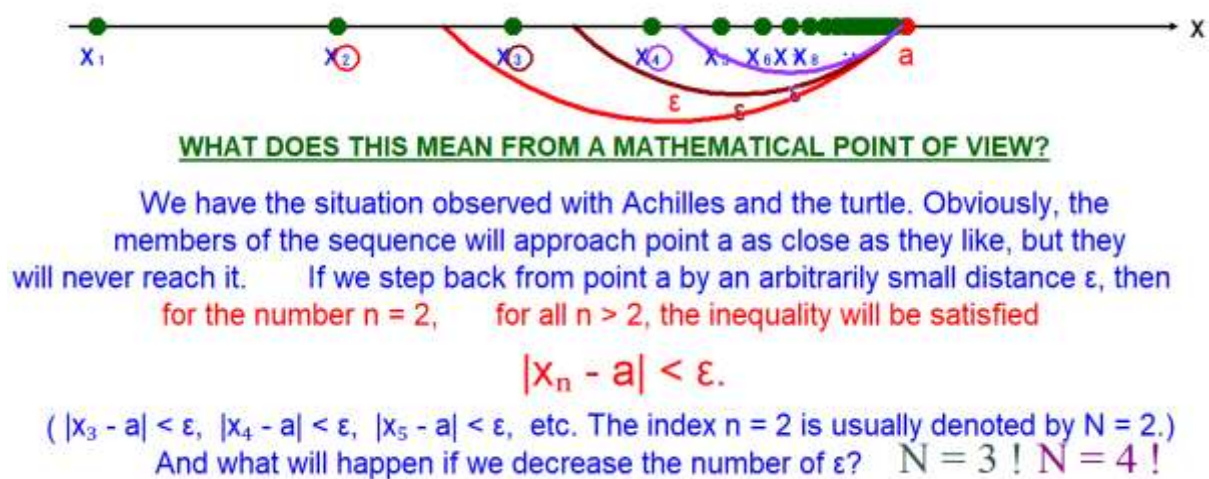 X
X₁ X₂ X₃ X₄ X₅ X₆ X X₈ .. a
ε ε ε
WHAT DOES THIS MEAN FROM A MATHEMATICAL POINT OF VIEW?
We have the situation observed with Achilles and the turtle. Obviously, the
members of the sequence will approach point a as close as they like, but they
will never reach it. If we step back from point a by an arbitrarily small distance ε, then
for the number n = 2, for all n > 2, the inequality will be satisfied
|xₙ - a| < ε.
( |x₃ - a| < ε, |x₄ - a| < ε, |x₅ - a| < ε, etc. The index n = 2 is usually denoted by N = 2.)
And what will happen if we decrease the number of ε? N = 3 ! N = 4 !